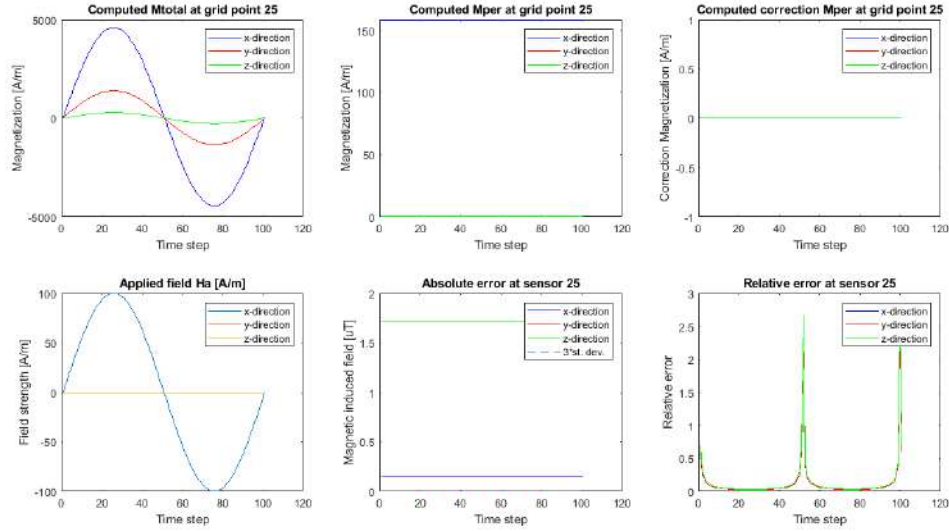 Computed Mtotal at grid point 25
5000
0
-5000
Magnetization [A/m]
x-direction
y-direction
z-direction
0 20 40 60 80 100 120
Time step
Computed Mper at grid point 25
150
100
50
0
Magnetization [A/m]
x-direction
y-direction
z-direction
0 20 40 60 80 100 120
Time step
Computed correction Mper at grid point 25
1
0.5
0
-0.5
-1
Correction Magnetization [A/m]
x-direction
y-direction
z-direction
0 20 40 60 80 100 120
Time step
Applied field Ha [A/m]
100
50
0
-50
-100
Field strength [A/m]
x-direction
y-direction
z-direction
0 20 40 60 80 100 120
Time step
Absolute error at sensor 25
2
1.5
1
0.5
0
Magnetic induced field [uT]
x-direction
y-direction
z-direction
3*st. dev.
0 20 40 60 80 100 120
Time step
Relative error at sensor 25
3
2.5
2
1.5
1
0.5
0
Relative error
x-direction
y-direction
z-direction
0 20 40 60 80 100 120
Time step